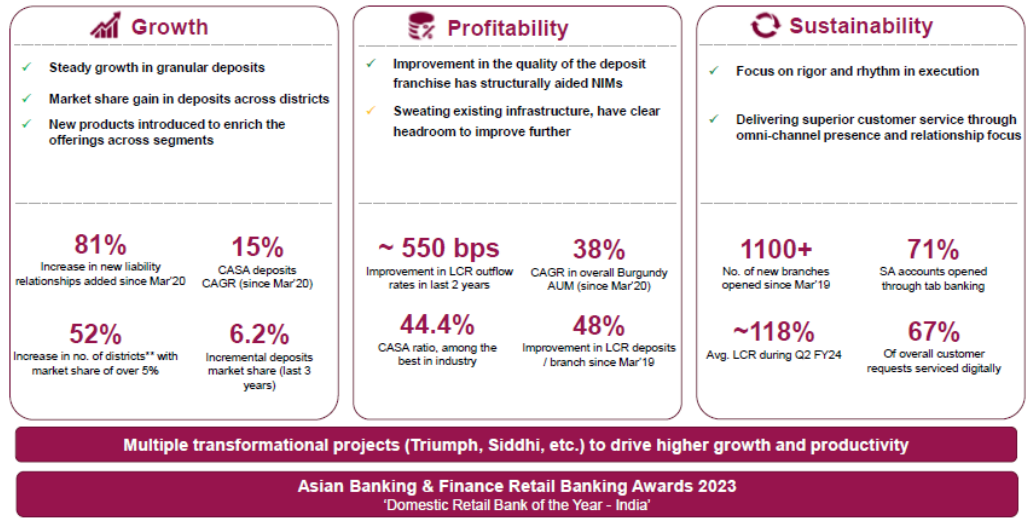 Growth
✓ Steady growth in granular deposits
✓ Market share gain in deposits across districts
✓ New products introduced to enrich the
offerings across segments
81%
Increase in new liability
relationships added since Mar'20
15%
CASA deposits
CAGR (since Mar'20)
52%
Increase in no. of districts** with
market share of over 5%
6.2%
Incremental deposits
market share (last 3
years)
Profitability
✓ Improvement in the quality of the deposit
franchise has structurally aided NIMs
✓ Sweating existing infrastructure, have clear
headroom to improve further
~ 550 bps
Improvement in LCR outflow
rates in last 2 years
38%
CAGR in overall Burgundy
AUM (since Mar'20)
44.4%
CASA ratio, among the
best in industry
48%
Improvement in LCR deposits
/ branch since Mar'19
Sustainability
✓ Focus on rigor and rhythm in execution
✓ Delivering superior customer service through
omni-channel presence and relationship focus
1100+
No. of new branches
opened since Mar'19
71%
SA accounts opened
through tab banking
~118%
Avg. LCR during Q2 FY24
67%
Of overall customer
requests serviced digitally
Multiple transformational projects (Triumph, Siddhi, etc.) to drive higher growth and productivity
Asian Banking & Finance Retail Banking Awards 2023
‘Domestic Retail Bank of the Year - India’